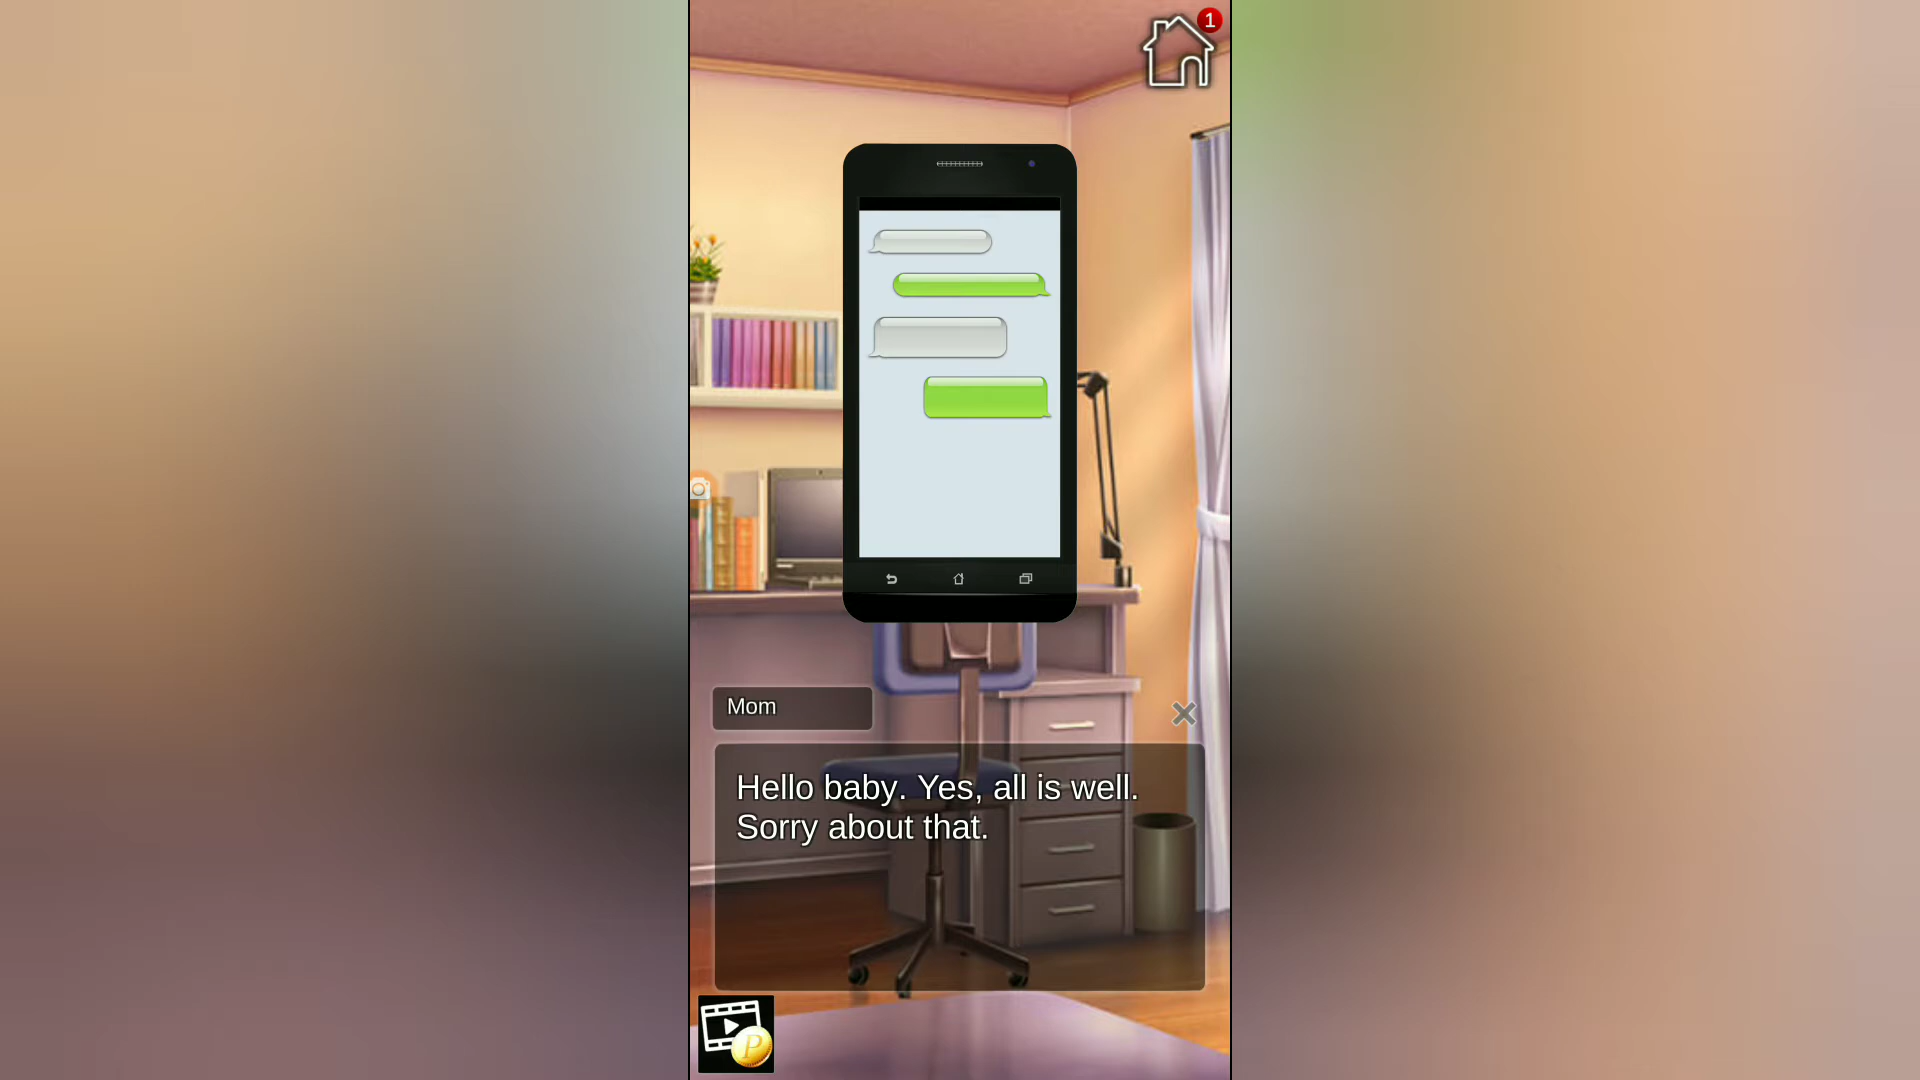 1
Mom
Hello baby. Yes, all is well.
Sorry about that.
P